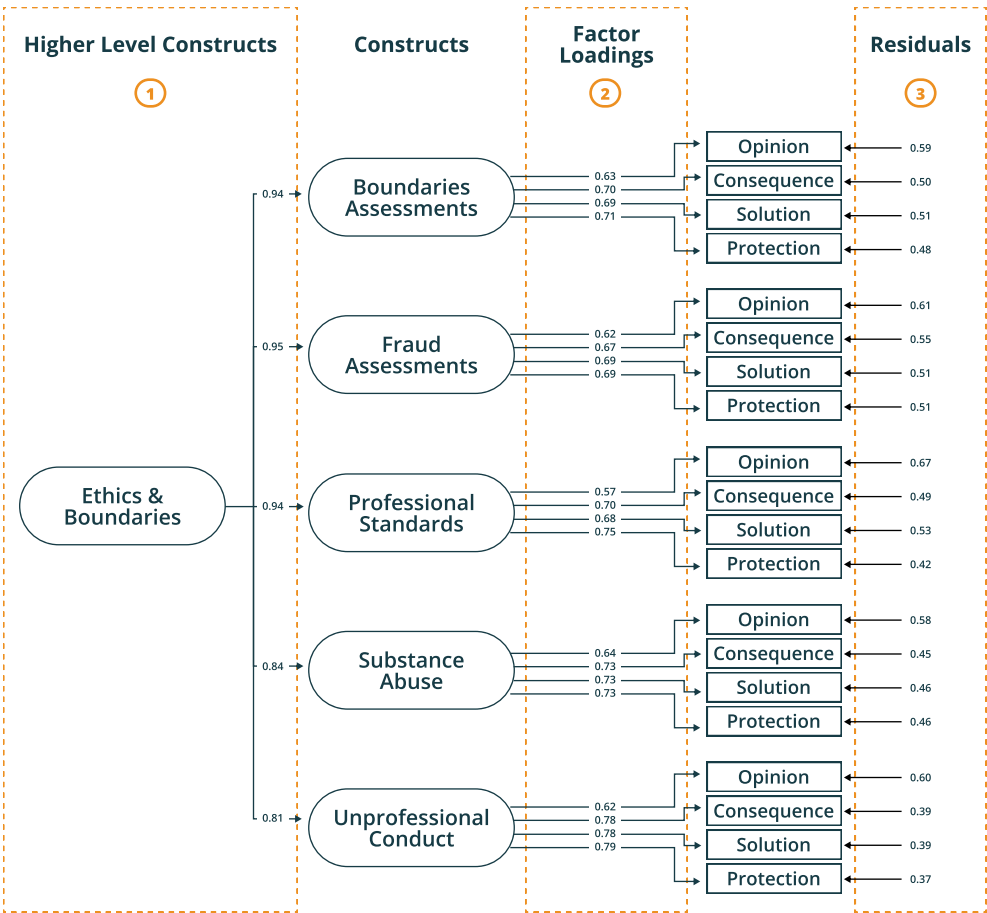 Higher Level Constructs
Constructs
Factor
Loadings
Residuals
1
2
3
0.94
Boundaries
Assessments
0.63
0.70
0.69
0.71
Opinion
0.59
Consequence
0.50
Solution
0.51
Protection
0.48
0.95
Fraud
Assessments
0.62
0.67
0.69
0.69
Opinion
0.61
Consequence
0.55
Solution
0.51
Protection
0.51
Ethics &
Boundaries
0.94
Professional
Standards
0.57
0.70
0.68
0.75
Opinion
0.67
Consequence
0.49
Solution
0.53
Protection
0.42
0.84
Substance
Abuse
0.64
0.73
0.73
0.73
Opinion
0.58
Consequence
0.45
Solution
0.46
Protection
0.46
0.81
Unprofessional
Conduct
0.62
0.78
0.78
0.79
Opinion
0.60
Consequence
0.39
Solution
0.39
Protection
0.37